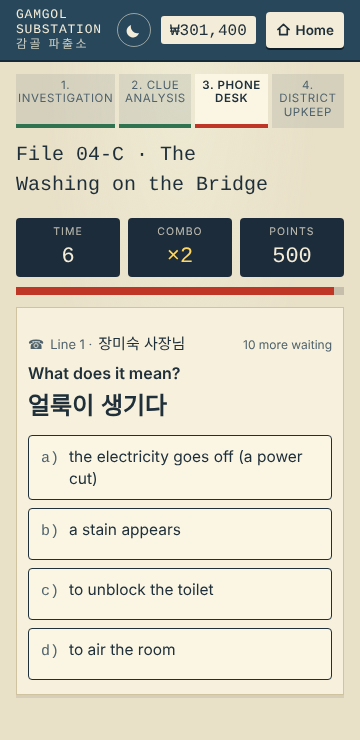 GAMGOL
SUBSTATION
감골 파출소
₩301,400
Home
1.
INVESTIGATION
2. CLUE
ANALYSIS
3. PHONE
DESK
4.
DISTRICT
UPKEEP
File 04-C · The
Washing on the Bridge
TIME
6
COMBO
×2
POINTS
500
☎ Line 1 · 장미숙 사장님
10 more waiting
What does it mean?
얼룩이 생기다
a) the electricity goes off (a power
cut)
b) a stain appears
c) to unblock the toilet
d) to air the room